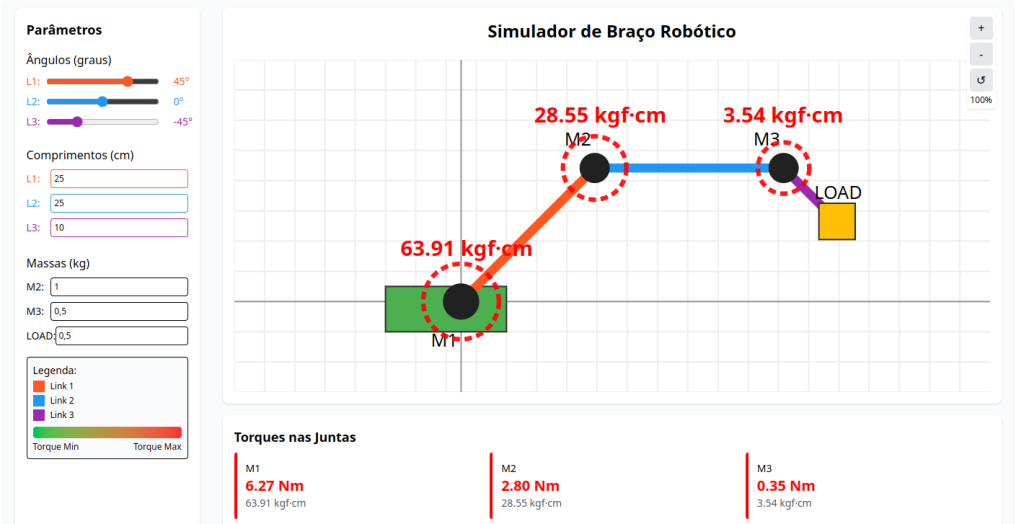 Parâmetros
Ângulos (graus)
L1: 45°
L2: 0°
L3: -45°
Comprimentos (cm)
L1: 25
L2: 25
L3: 10
Massas (kg)
M2: 1
M3: 0,5
LOAD: 0,5
Legenda:
Link 1
Link 2
Link 3
Torque Min Torque Max
Simulador de Braço Robótico
+
-
↺
100%
28.55 kgf·cm
M2
3.54 kgf·cm
M3
LOAD
63.91 kgf·cm
M1
Torques nas Juntas
M1
6.27 Nm
63.91 kgf·cm
M2
2.80 Nm
28.55 kgf·cm
M3
0.35 Nm
3.54 kgf·cm